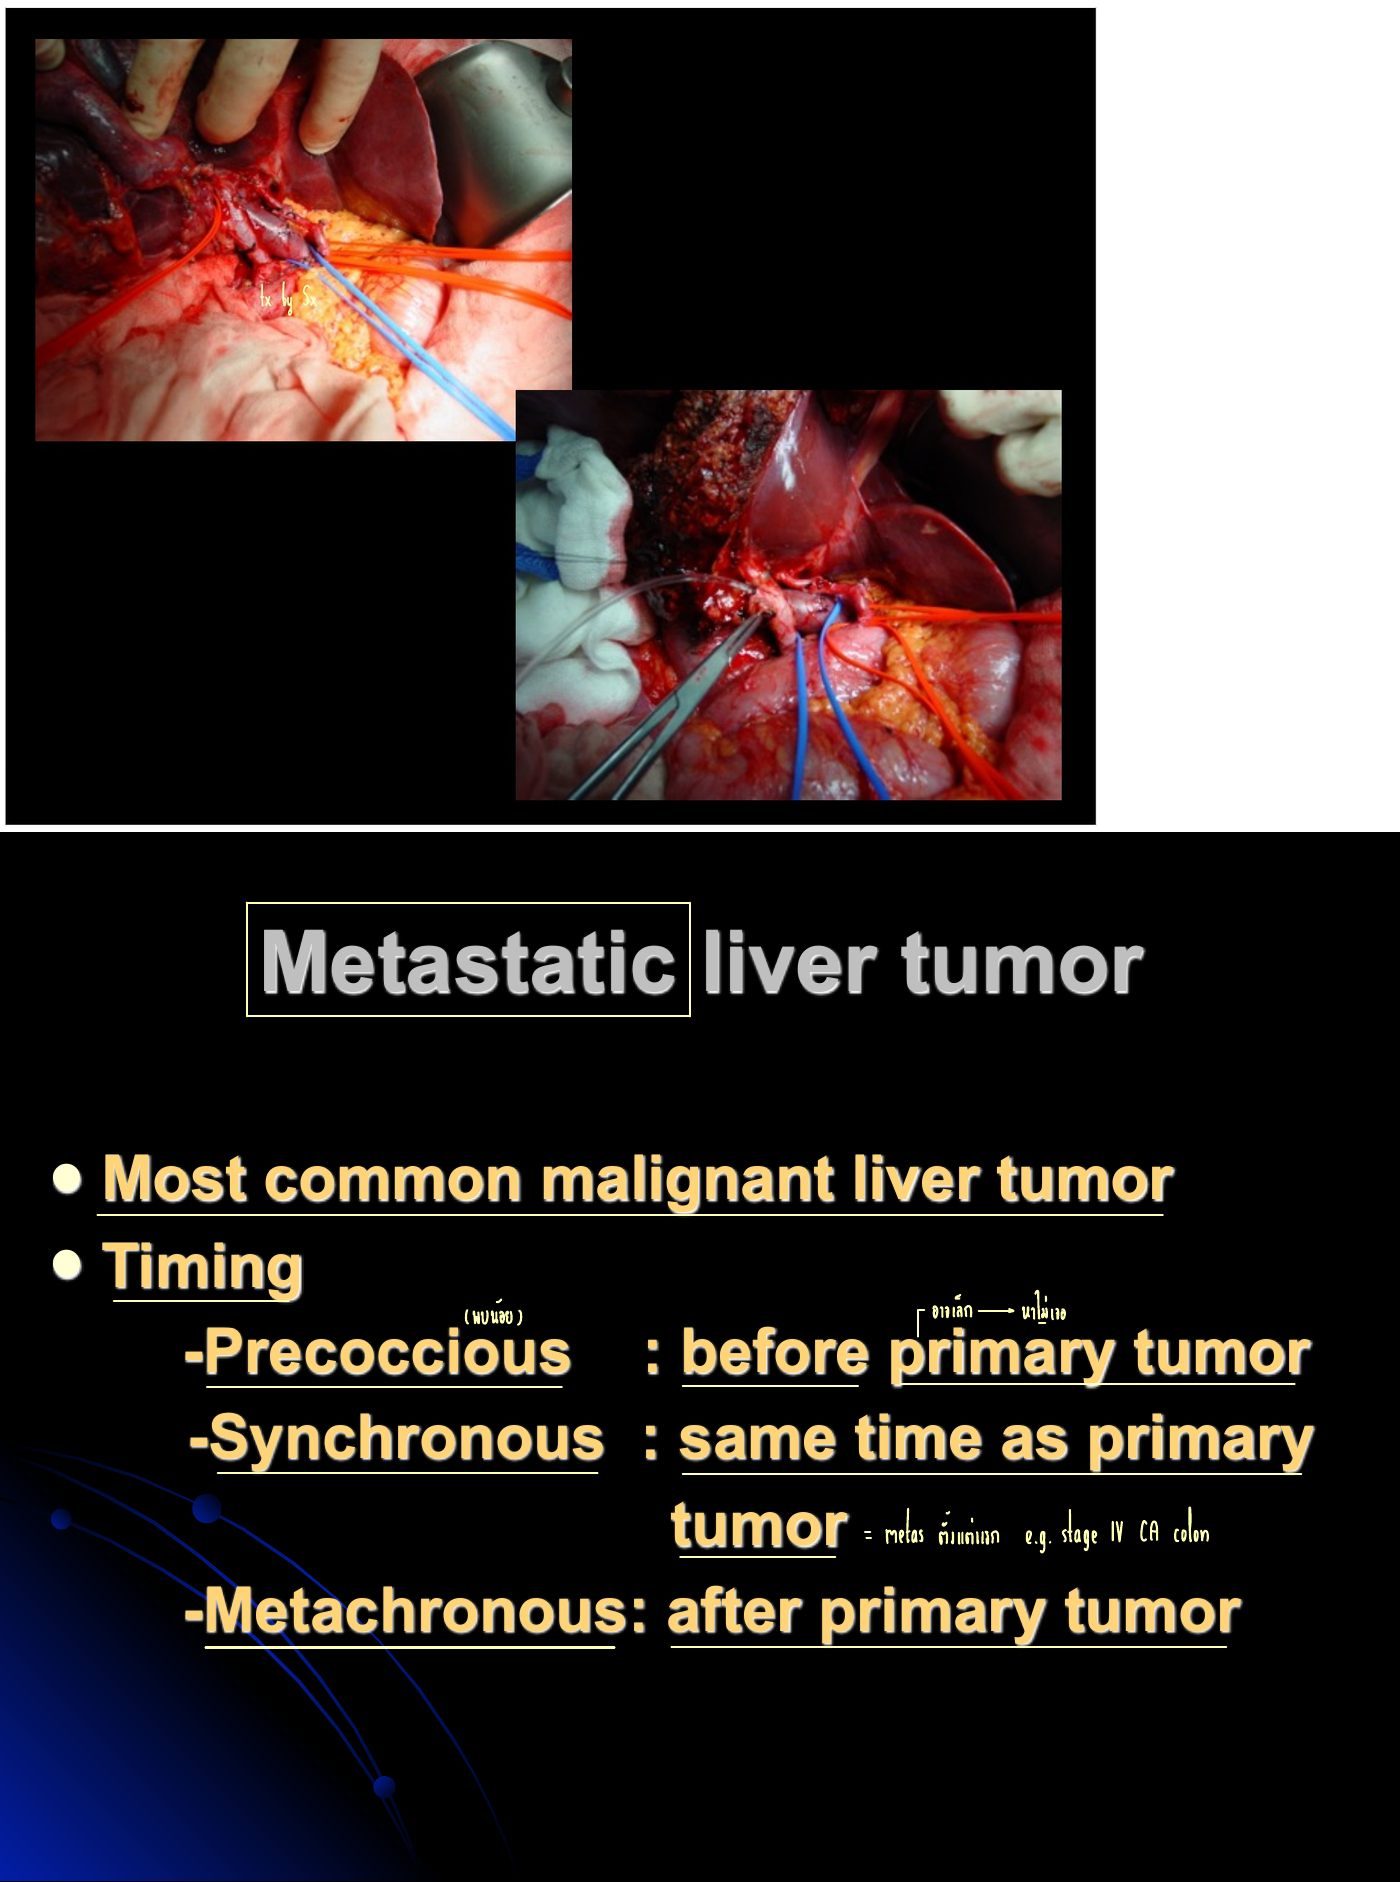 tx by Sx
Metastatic liver tumor
Most common malignant liver tumor
Timing
(พบน้อย)
อาจเล็ก → หาไม่เจอ
-Precoccious : before primary tumor
-Synchronous : same time as primary
tumor = metas ตั้งแต่แรก e.g. stage IV CA colon
-Metachronous: after primary tumor